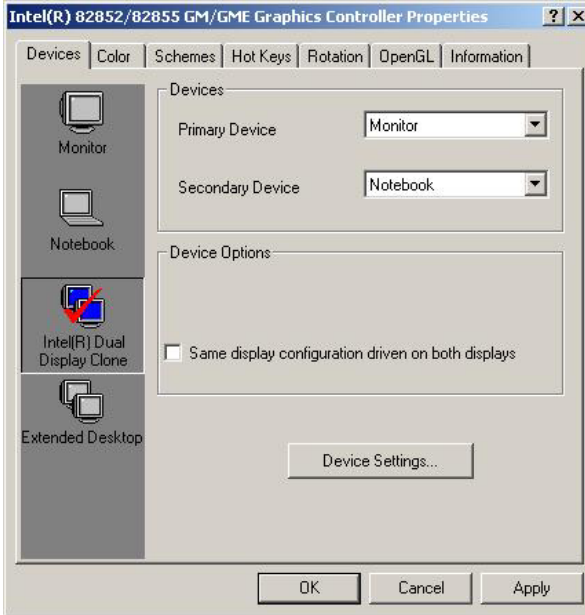 Intel(R) 82852/82855 GM/GME Graphics Controller Properties
Devices Color Schemes Hot Keys Rotation OpenGL Information
Monitor
Notebook
Intel(R) Dual
Display Clone
Extended Desktop
Devices
Primary Device Monitor
Secondary Device Notebook
Device Options
Same display configuration driven on both displays
Device Settings...
OK Cancel Apply